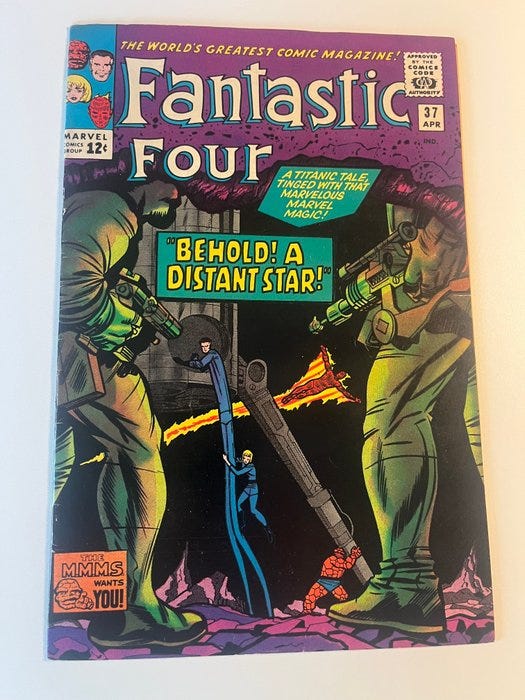 THE WORLD'S GREATEST COMIC MAGAZINE!
APPROVED
BY THE
COMICS
CODE
AUTHORITY
Fantastic
Four
37
APR
IND.
MARVEL
COMICS
GROUP 12¢
A TITANIC TALE,
TINGED WITH THAT
MARVELOUS
MARVEL
MAGIC!
"BEHOLD! A
DISTANT STAR!"
THE
M.M.M.S.
WANTS
YOU!